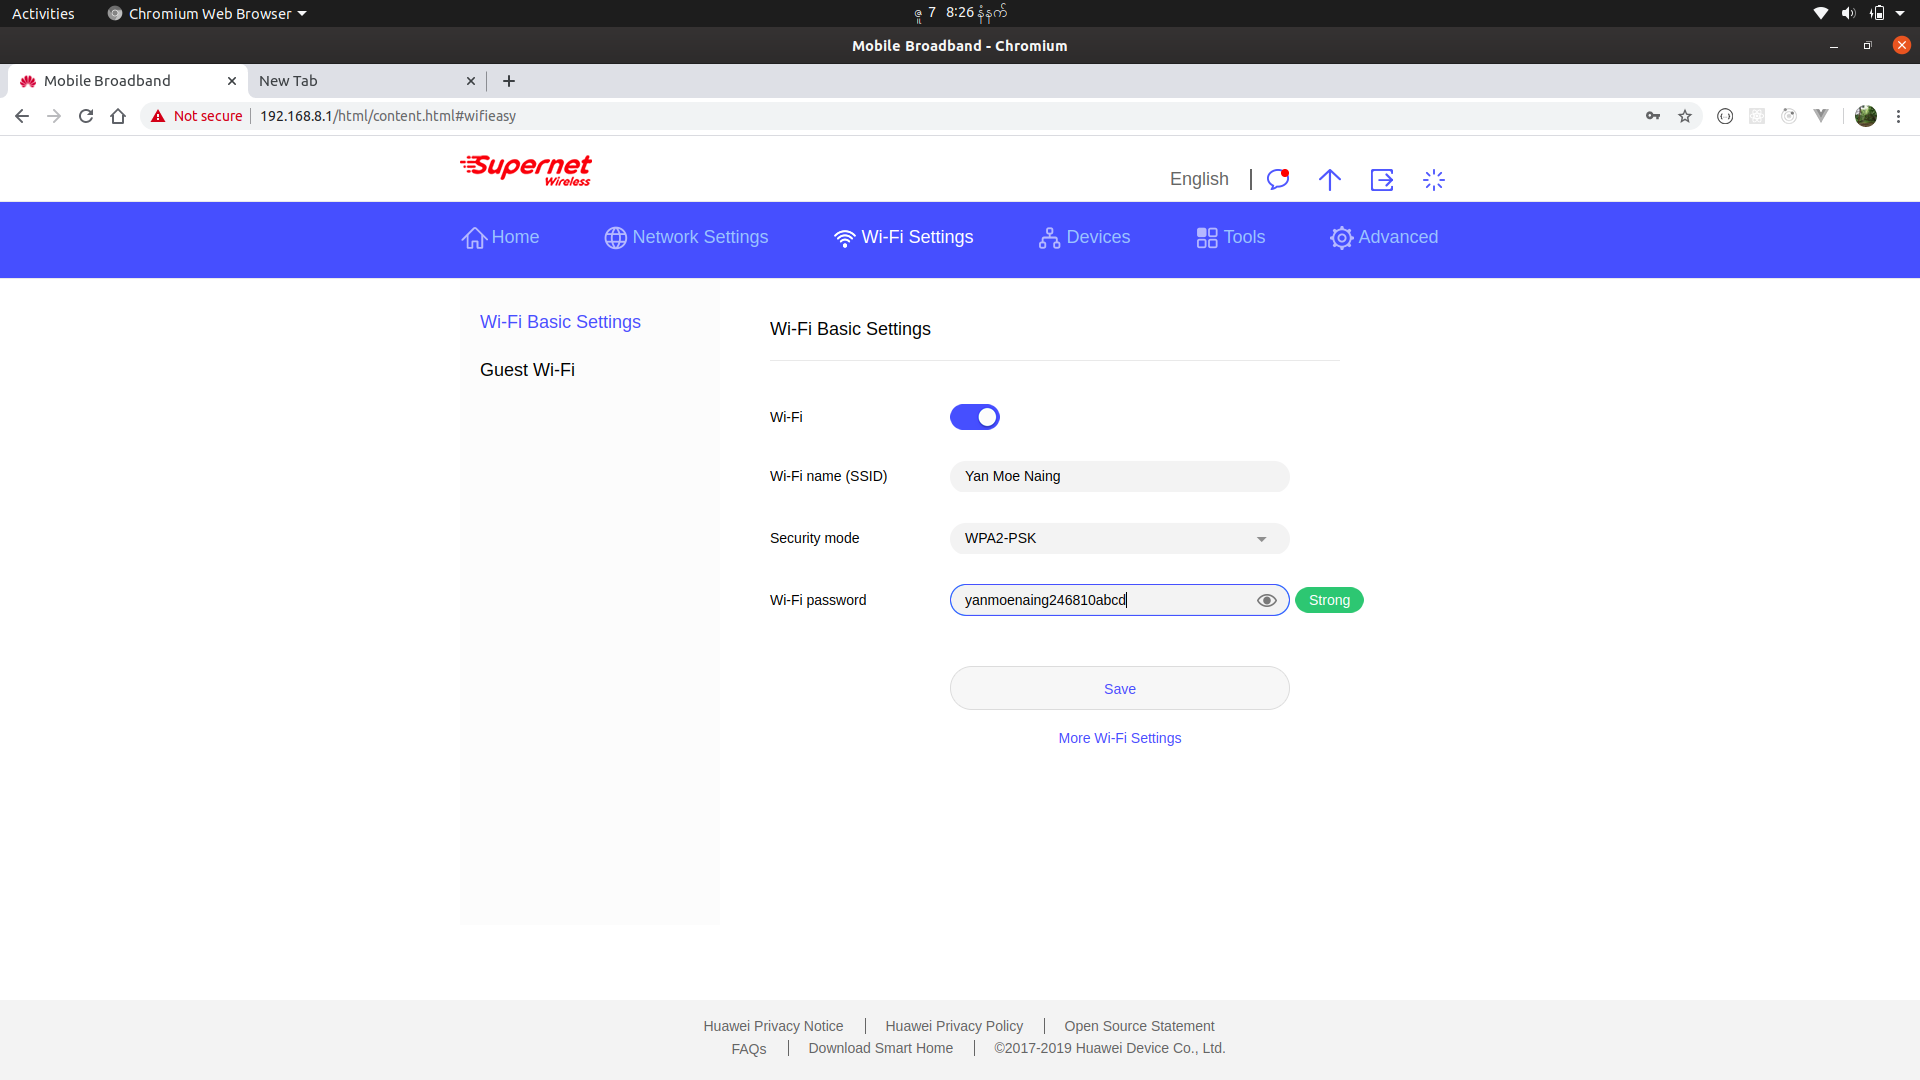 Activities
Chromium Web Browser
ဇူ 7 8:26 နံနက်
Mobile Broadband - Chromium
Mobile Broadband
New Tab
Not secure
192.168.8.1/html/content.html#wifieasy
Supernet
Wireless
English
Home
Network Settings
Wi-Fi Settings
Devices
Tools
Advanced
Wi-Fi Basic Settings
Guest Wi-Fi
Wi-Fi Basic Settings
Wi-Fi
Wi-Fi name (SSID)
Yan Moe Naing
Security mode
WPA2-PSK
Wi-Fi password
yanmoenaing246810abcd
Strong
Save
More Wi-Fi Settings
Huawei Privacy Notice
Huawei Privacy Policy
Open Source Statement
FAQs
Download Smart Home
©2017-2019 Huawei Device Co., Ltd.